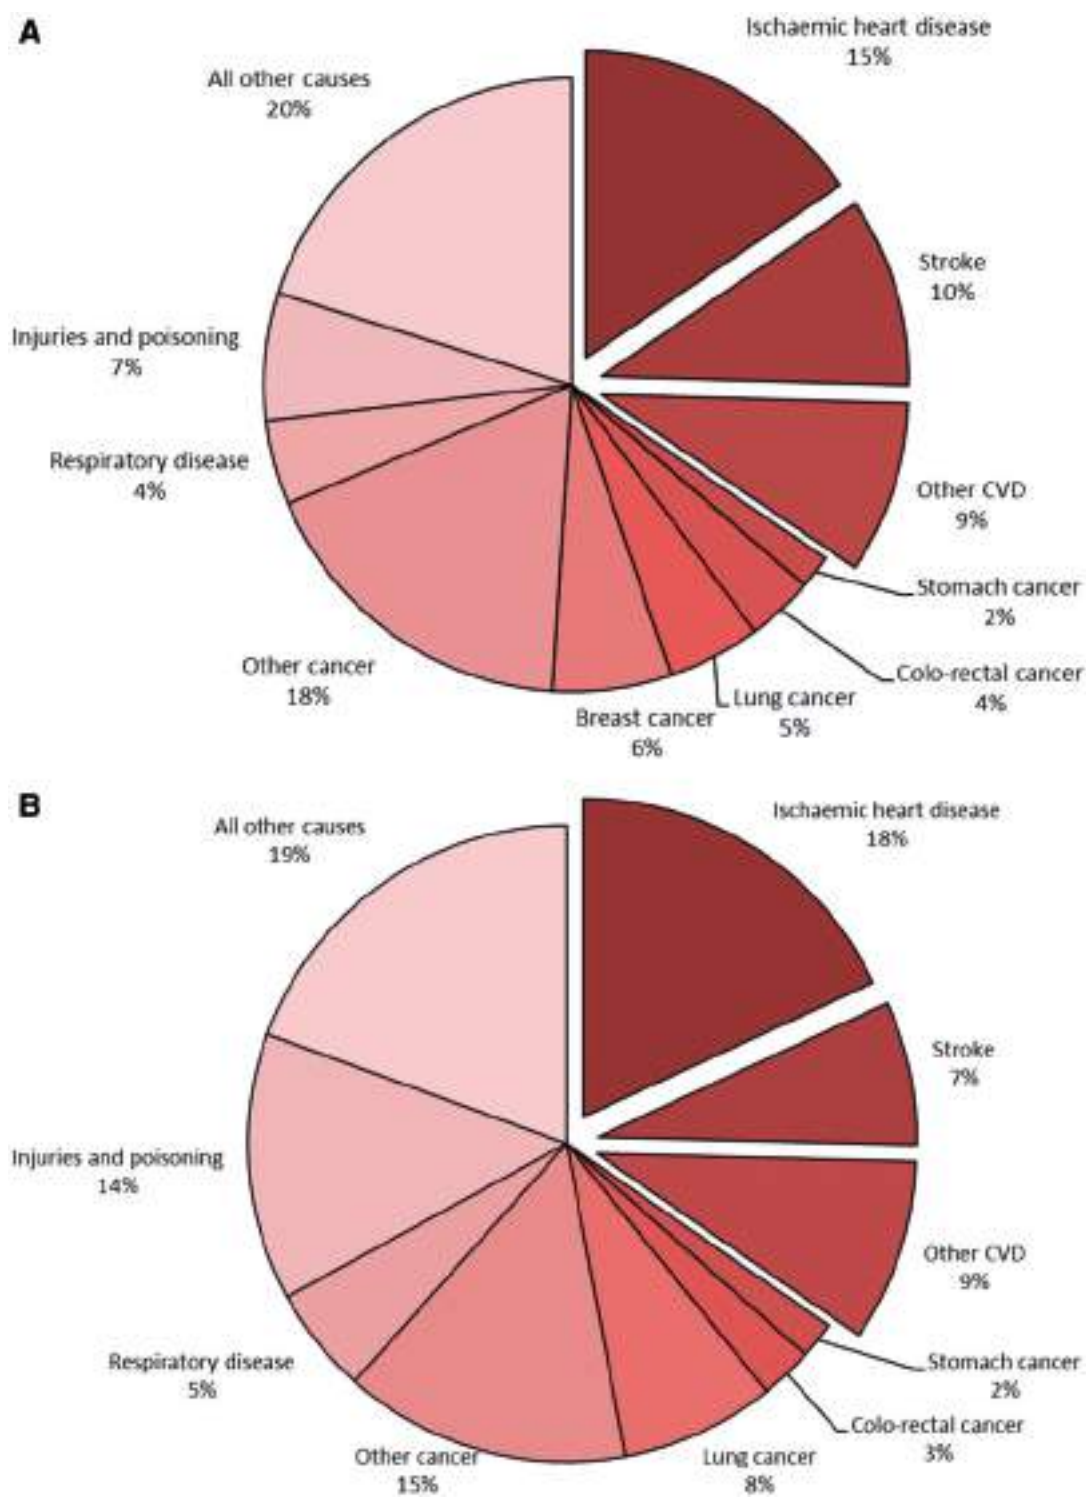 A
Ischaemic heart disease
15%
All other causes
20%
Stroke
10%
Injuries and poisoning
7%
Respiratory disease
4%
Other CVD
9%
Stomach cancer
2%
Other cancer
18%
Colo-rectal cancer
4%
Lung cancer
5%
Breast cancer
6%
B
Ischaemic heart disease
18%
All other causes
19%
Stroke
7%
Injuries and poisoning
14%
Other CVD
9%
Respiratory disease
5%
Stomach cancer
2%
Colo-rectal cancer
3%
Other cancer
15%
Lung cancer
8%